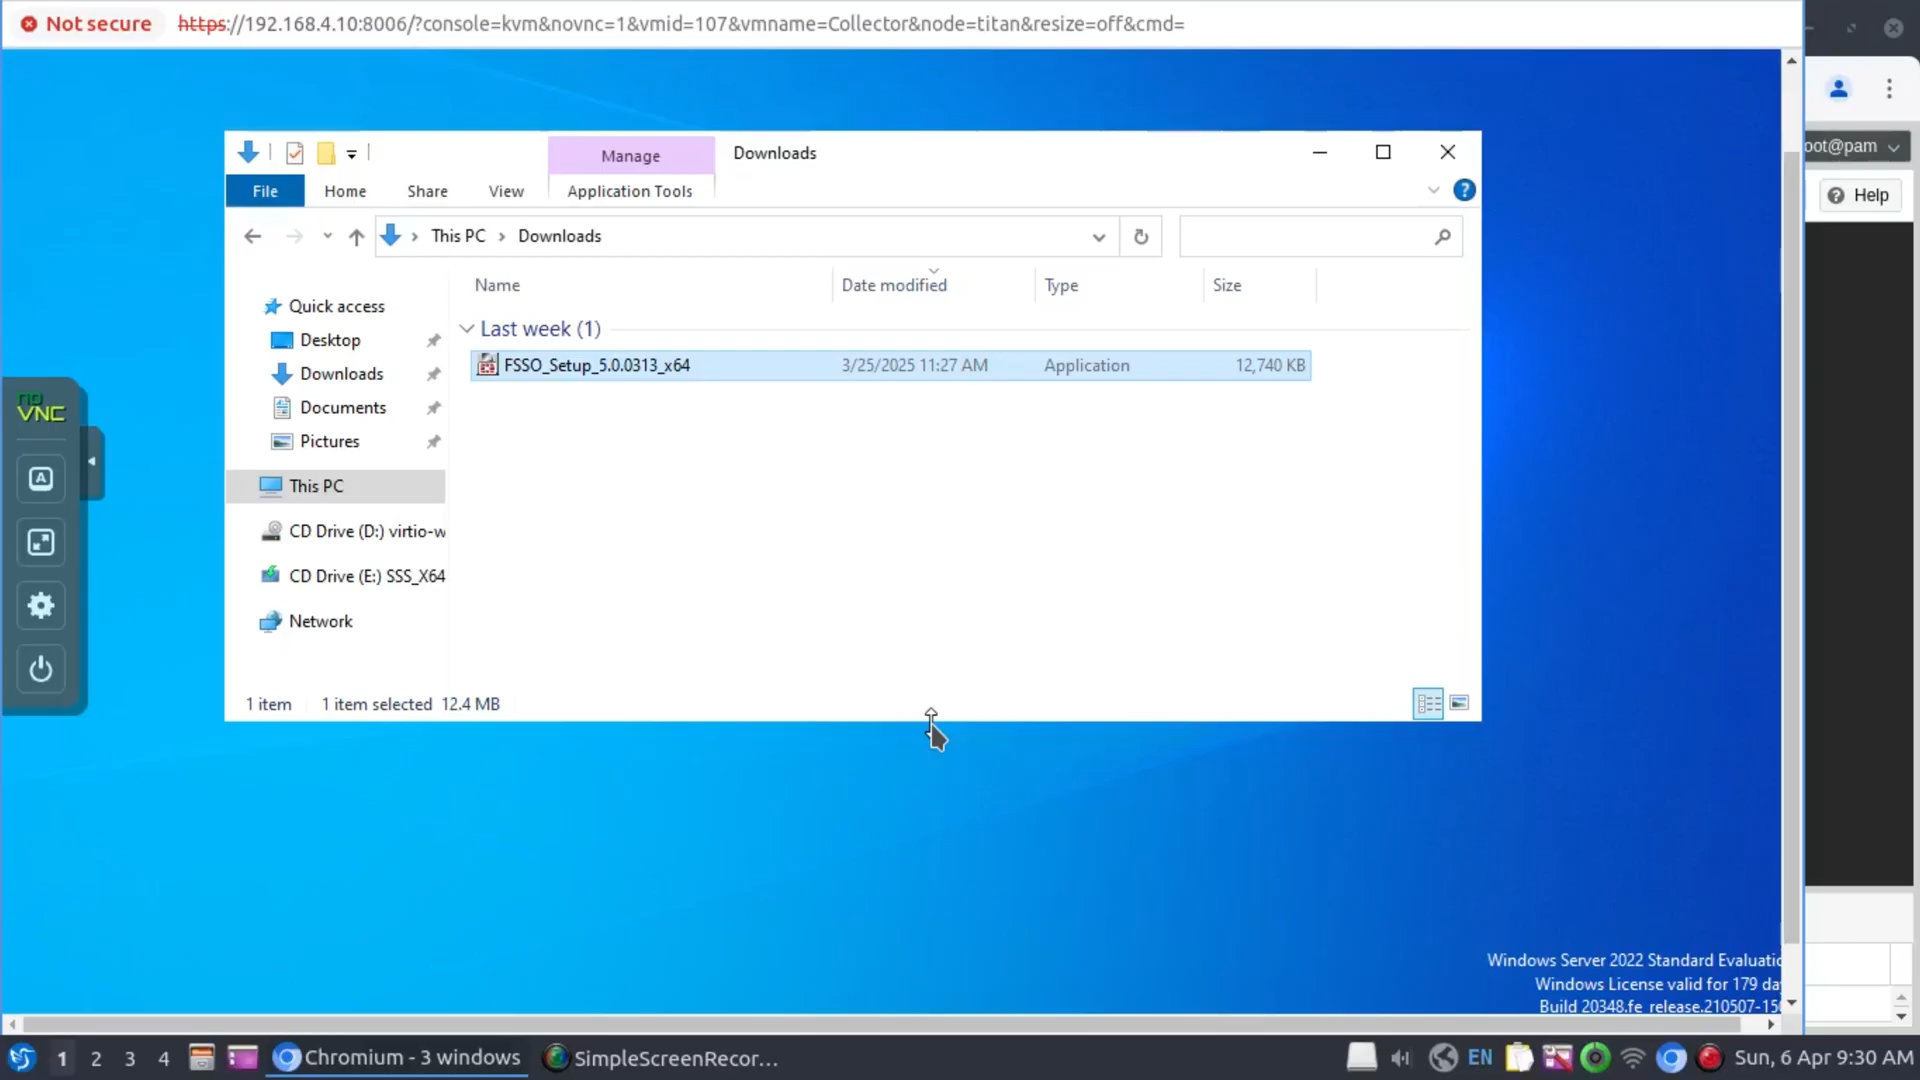 Not secure https://192.168.4.10:8006/?console=kvm&novnc=1&vmid=107&vmname=Collector&node=titan&resize=off&cmd=
Manage Downloads
File Home Share View Application Tools
oot@pam
Help
This PC Downloads
Name Date modified Type Size
Quick access
Last week (1)
Desktop
FSSO_Setup_5.0.0313_x64 3/25/2025 11:27 AM Application 12,740 KB
Downloads
Documents
no
VNC
Pictures
A
This PC
CD Drive (D:) virtio-w
CD Drive (E:) SSS_X64
Network
1 item 1 item selected 12.4 MB
Windows Server 2022 Standard Evaluatio
Windows License valid for 179 da
Build 20348.fe_release.210507-15
1 2 3 4 Chromium - 3 windows SimpleScreenRecor... EN Sun, 6 Apr 9:30 AM